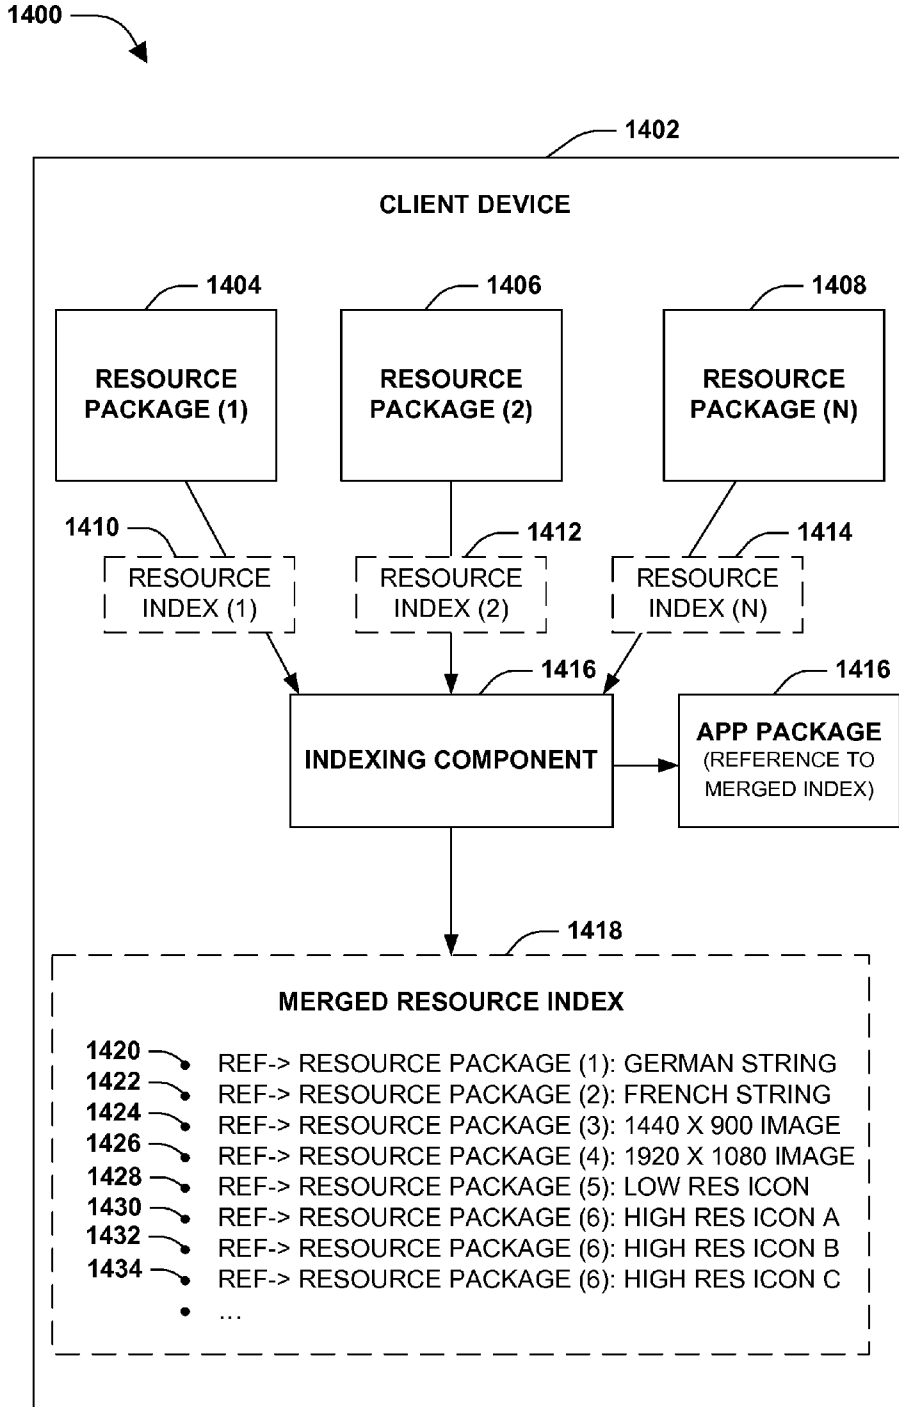 1400
1402
CLIENT DEVICE
1404
1406
1408
RESOURCE
PACKAGE (1)
RESOURCE
PACKAGE (2)
RESOURCE
PACKAGE (N)
1410
1412
1414
RESOURCE
INDEX (1)
RESOURCE
INDEX (2)
RESOURCE
INDEX (N)
1416
1416
INDEXING COMPONENT
APP PACKAGE
(REFERENCE TO
MERGED INDEX)
1418
MERGED RESOURCE INDEX
1420 • REF-> RESOURCE PACKAGE (1): GERMAN STRING
1422 • REF-> RESOURCE PACKAGE (2): FRENCH STRING
1424 • REF-> RESOURCE PACKAGE (3): 1440 X 900 IMAGE
1426 • REF-> RESOURCE PACKAGE (4): 1920 X 1080 IMAGE
1428 • REF-> RESOURCE PACKAGE (5): LOW RES ICON
1430 • REF-> RESOURCE PACKAGE (6): HIGH RES ICON A
1432 • REF-> RESOURCE PACKAGE (6): HIGH RES ICON B
1434 • REF-> RESOURCE PACKAGE (6): HIGH RES ICON C
• ...